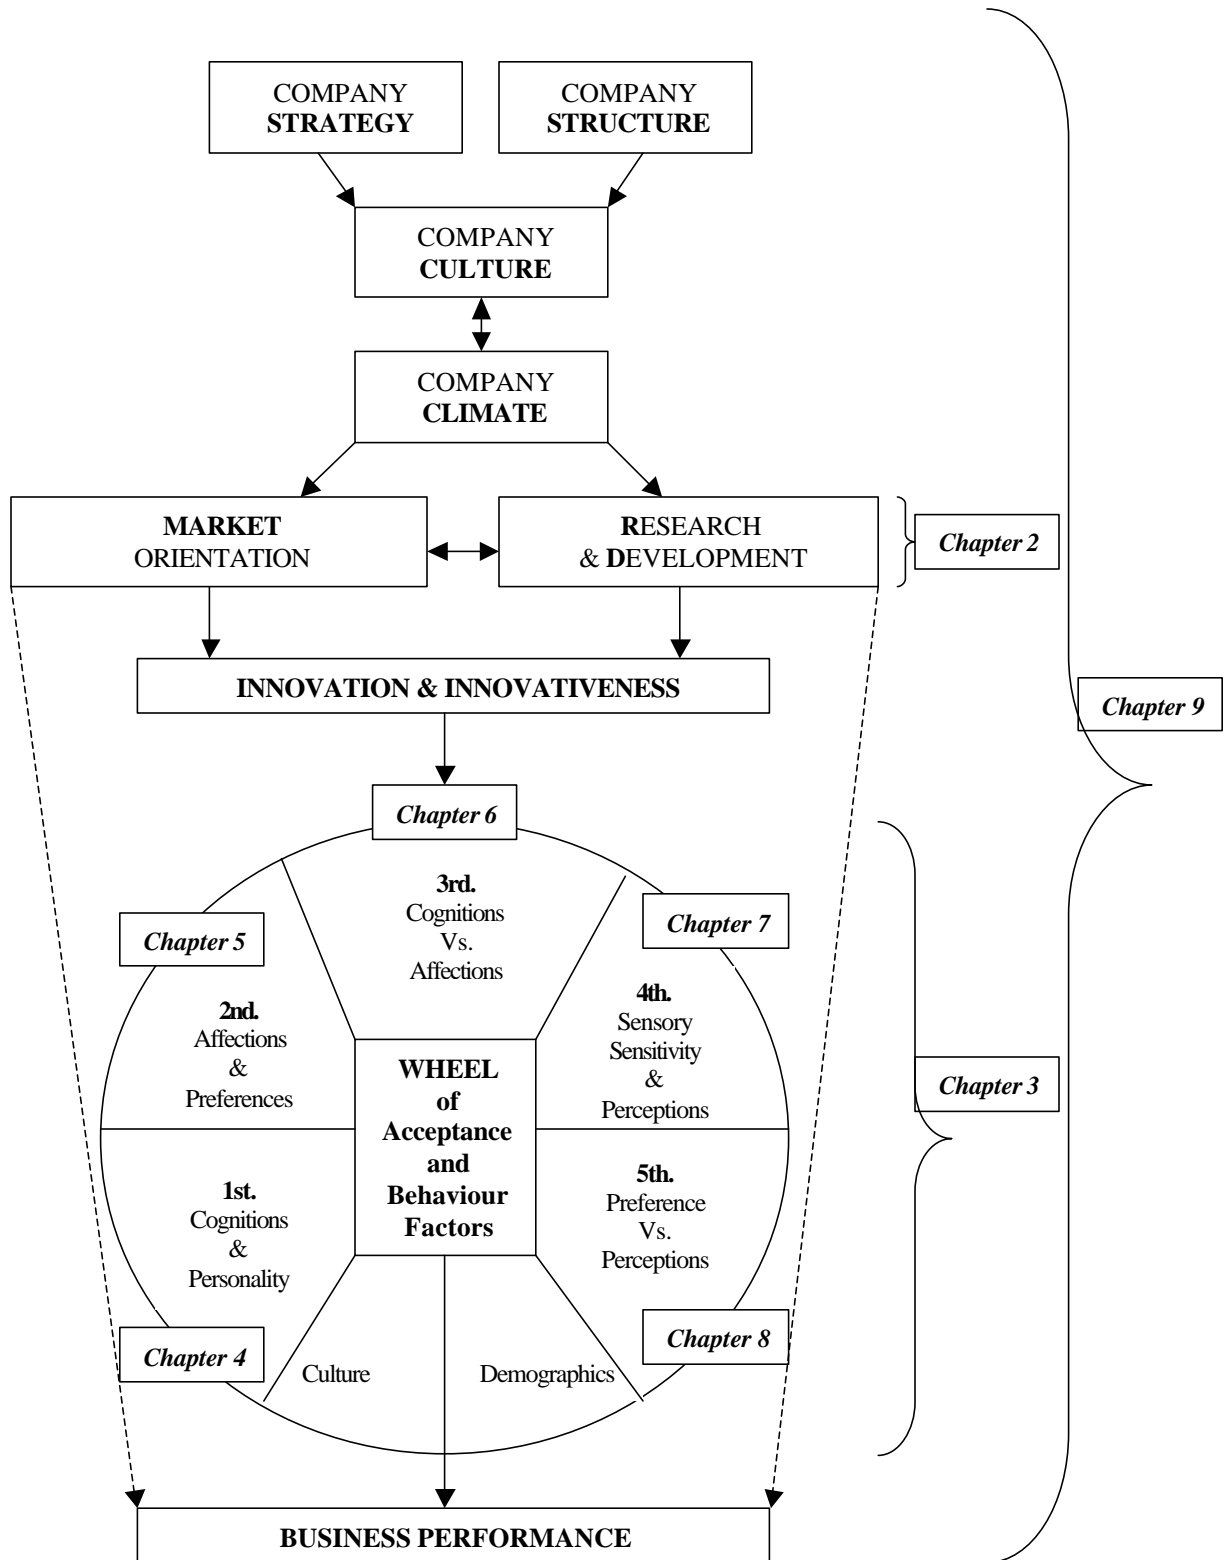 COMPANY
STRATEGY
COMPANY
STRUCTURE
COMPANY
CULTURE
COMPANY
CLIMATE
MARKET
ORIENTATION
RESEARCH
& DEVELOPMENT
Chapter 2
INNOVATION & INNOVATIVENESS
Chapter 9
Chapter 6
3rd.
Cognitions
Vs.
Affections
Chapter 5
Chapter 7
2nd.
Affections
&
Preferences
4th.
Sensory
Sensitivity
&
Perceptions
WHEEL
of
Acceptance
and
Behaviour
Factors
Chapter 3
1st.
Cognitions
&
Personality
5th.
Preference
Vs.
Perceptions
Chapter 4
Culture
Demographics
Chapter 8
BUSINESS PERFORMANCE